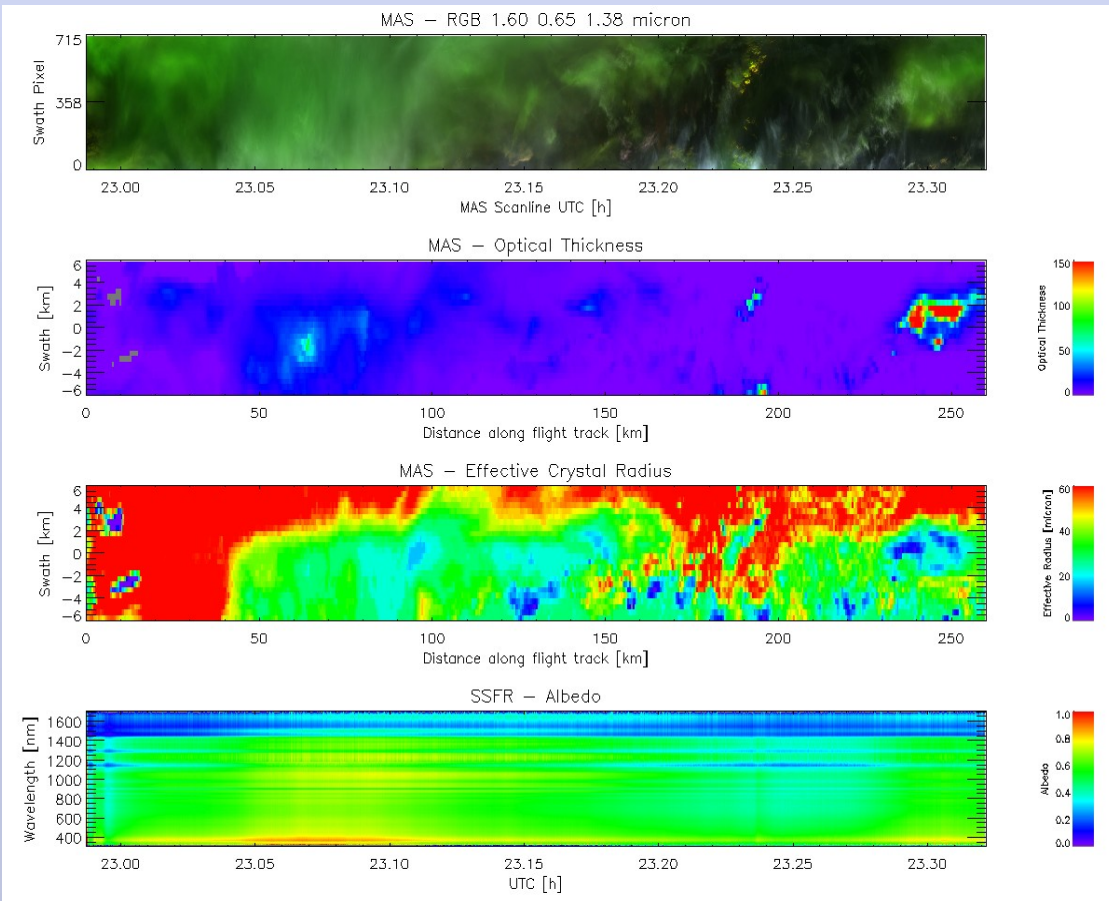 MAS – RGB 1.60 0.65 1.38 micron
715
358
0
Swath Pixel
23.00 23.05 23.10 23.15 23.20 23.25 23.30
MAS Scanline UTC [h]
MAS – Optical Thickness
6
4
2
0
−2
−4
−6
Swath [km]
0 50 100 150 200 250
Distance along flight track [km]
150
100
50
0
Optical Thickness
MAS – Effective Crystal Radius
6
4
2
0
−2
−4
−6
Swath [km]
0 50 100 150 200 250
Distance along flight track [km]
60
40
20
0
Effective Radius [micron]
SSFR – Albedo
1600
1400
1200
1000
800
600
400
Wavelength [nm]
23.00 23.05 23.10 23.15 23.20 23.25 23.30
UTC [h]
1.0
0.8
0.6
0.4
0.2
0.0
Albedo